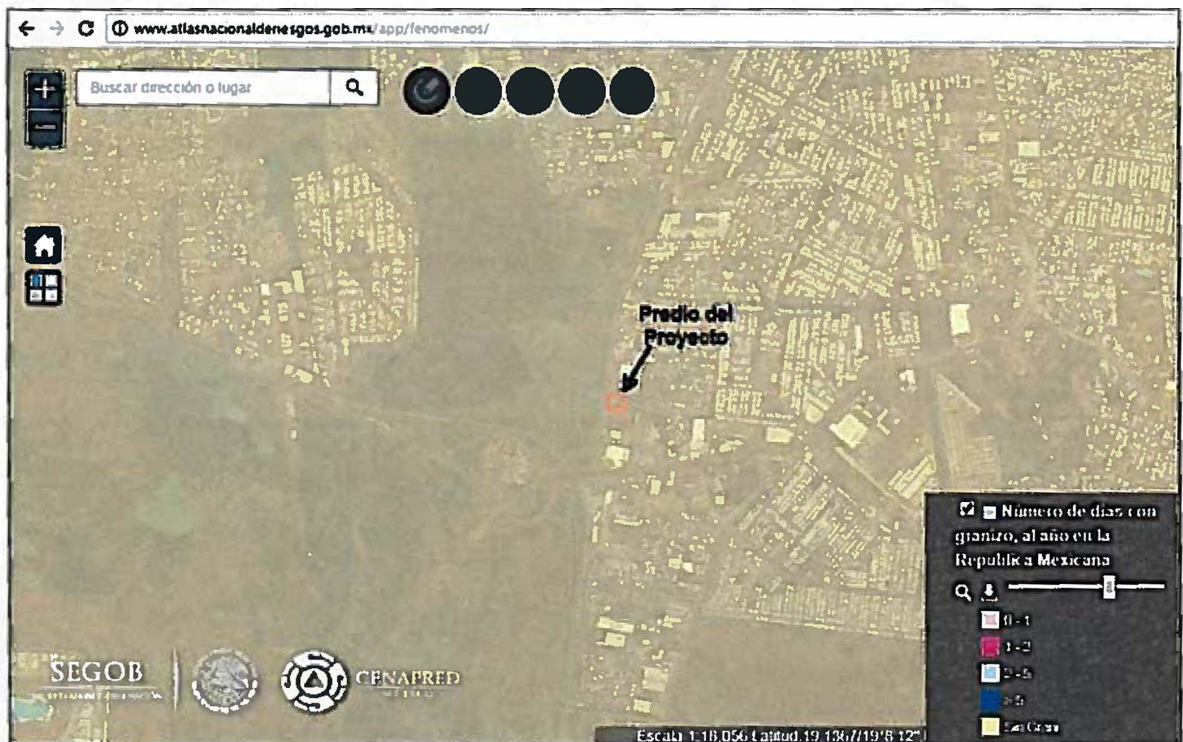 www.atlasnacionalderiesgos.gob.mx/app/fenomenos/
Buscar dirección o lugar
Predio del
Proyecto
Número de días con
granizo, al año en la
Republica Mexicana
0 - 1
1 - 2
2 - 5
> 5
SEGOB
CENAPRED
Escala 1:18,056 Latitud:19.1367/19°8'12"